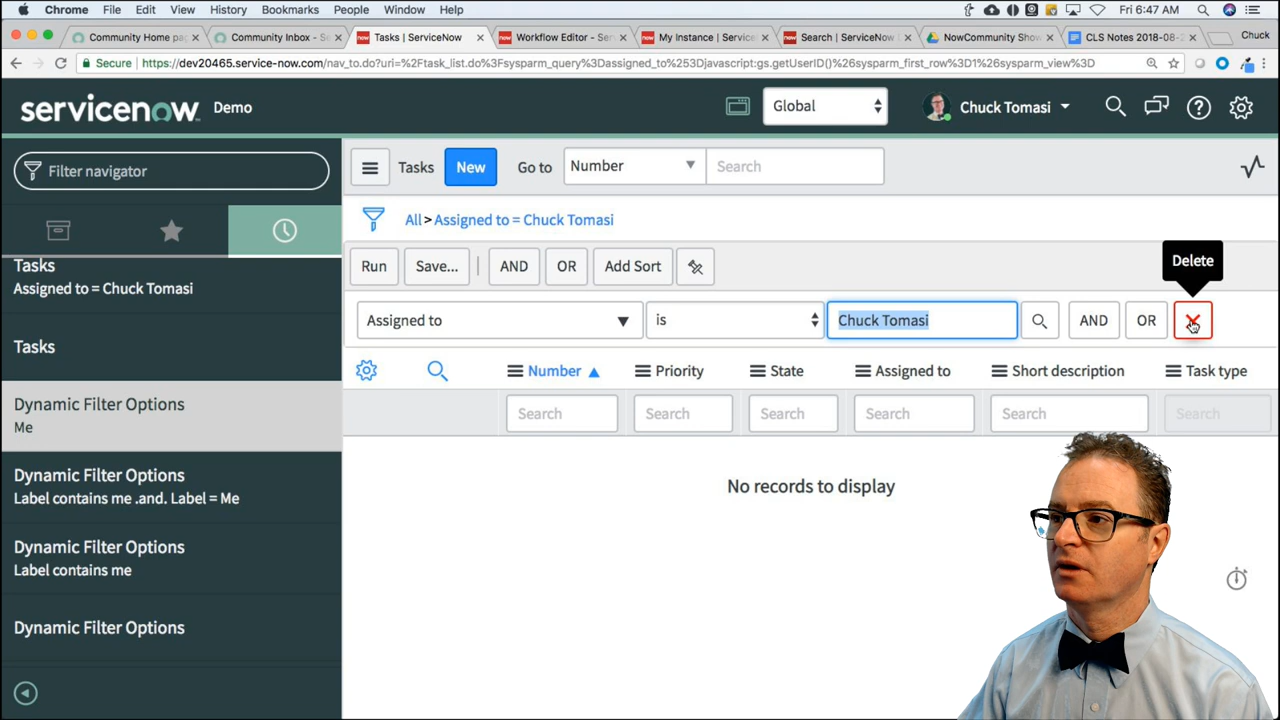 Chrome File Edit View History Bookmarks People Window Help Fri 6:47 AM
Community Home pa Community Inbox - Se Tasks | ServiceNow Workflow Editor - Serv My Instance | Service Search | ServiceNow NowCommunity Show CLS Notes 2018-08-2 Chuck
Secure https://dev20465.service-now.com/nav_to.do?uri=%2Ftask_list.do%3Fsysparm_query%3Dassigned_to%253Djavascript:gs.getUserID()%26sysparm_first_row%3D1%26sysparm_view%3D
servicenow Demo Global Chuck Tomasi
Filter navigator
Tasks New Go to Number Search
All > Assigned to = Chuck Tomasi
Run Save... AND OR Add Sort
Delete
Assigned to is Chuck Tomasi AND OR
Number Priority State Assigned to Short description Task type
Search Search Search Search Search Search
No records to display
Tasks
Assigned to = Chuck Tomasi
Tasks
Dynamic Filter Options
Me
Dynamic Filter Options
Label contains me .and. Label = Me
Dynamic Filter Options
Label contains me
Dynamic Filter Options